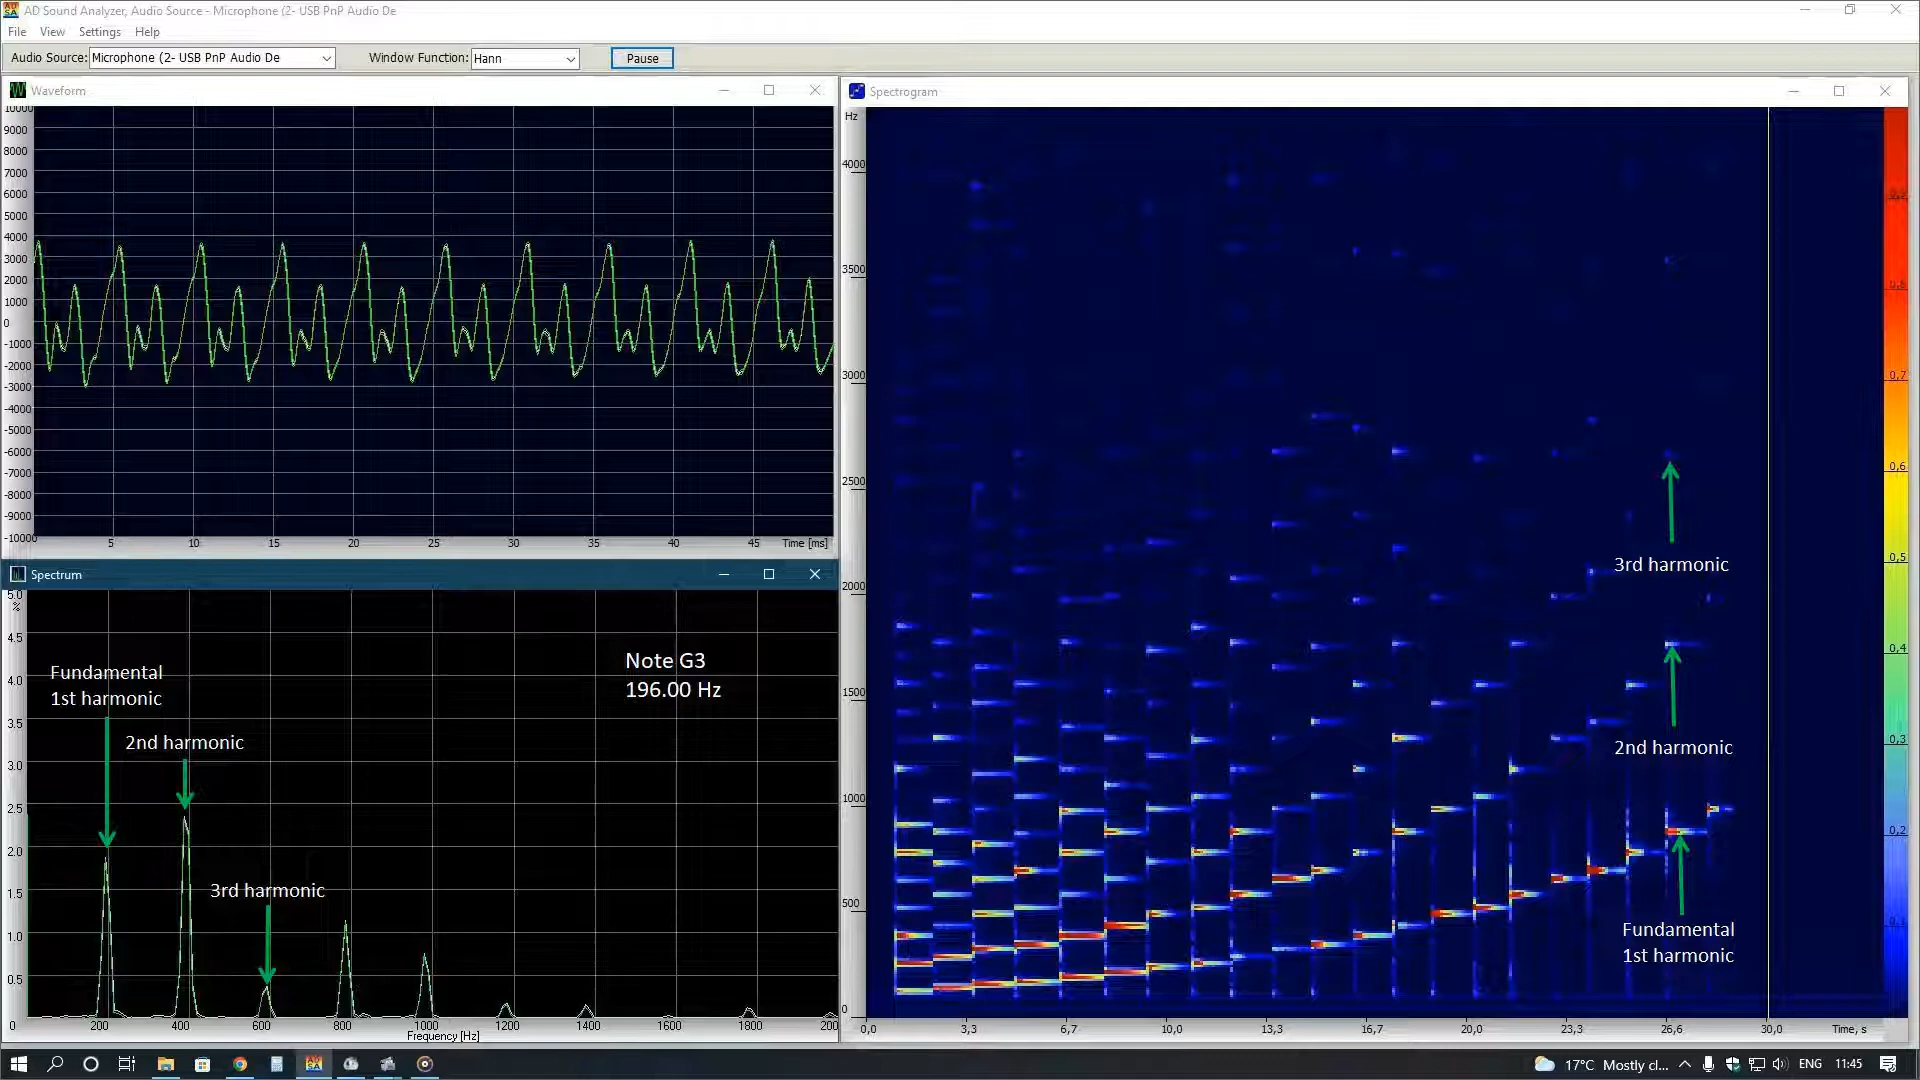 AD Sound Analyzer, Audio Source - Microphone (2- USB PnP Audio De
File View Settings Help
Audio Source: Microphone (2- USB PnP Audio De Window Function: Hann Pause
Waveform
10000
9000
8000
7000
6000
5000
4000
3000
2000
1000
0
-1000
-2000
-3000
-4000
-5000
-6000
-7000
-8000
-9000
-10000
5 10 15 20 25 30 35 40 45 Time [ms]
Spectrum
5.0
%
4.5
4.0
3.5
3.0
2.5
2.0
1.5
1.0
0.5
0 200 400 600 800 1000 1200 1400 1600 1800 200
Frequency [Hz]
Fundamental
1st harmonic
2nd harmonic
3rd harmonic
Note G3
196.00 Hz
Spectrogram
Hz
4000
3500
3000
2500
2000
1500
1000
500
0
0,0 3,3 6,7 10,0 13,3 16,7 20,0 23,3 26,6 30,0 Time, s
3rd harmonic
2nd harmonic
Fundamental
1st harmonic
0,8
0,7
0,6
0,5
0,4
0,3
0,2
17°C Mostly cl... ENG 11:45